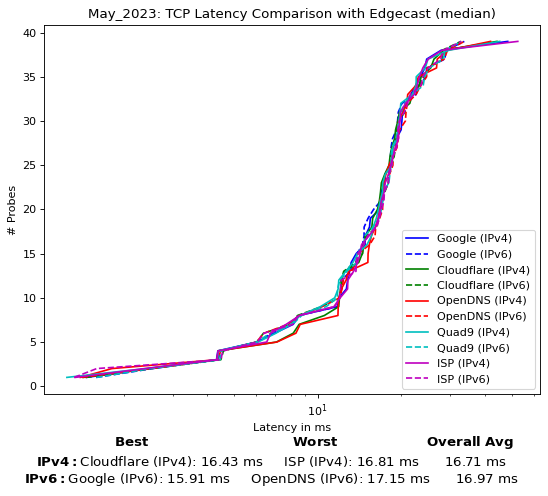 May_2023: TCP Latency Comparison with Edgecast (median)
40
35
30
25
20
15
10
5
0
# Probes
Google (IPv4)
Google (IPv6)
Cloudflare (IPv4)
Cloudflare (IPv6)
OpenDNS (IPv4)
OpenDNS (IPv6)
Quad9 (IPv4)
Quad9 (IPv6)
ISP (IPv4)
ISP (IPv6)
10¹
Latency in ms
Best Worst Overall Avg
IPv4: Cloudflare (IPv4): 16.43 ms ISP (IPv4): 16.81 ms 16.71 ms
IPv6: Google (IPv6): 15.91 ms OpenDNS (IPv6): 17.15 ms 16.97 ms